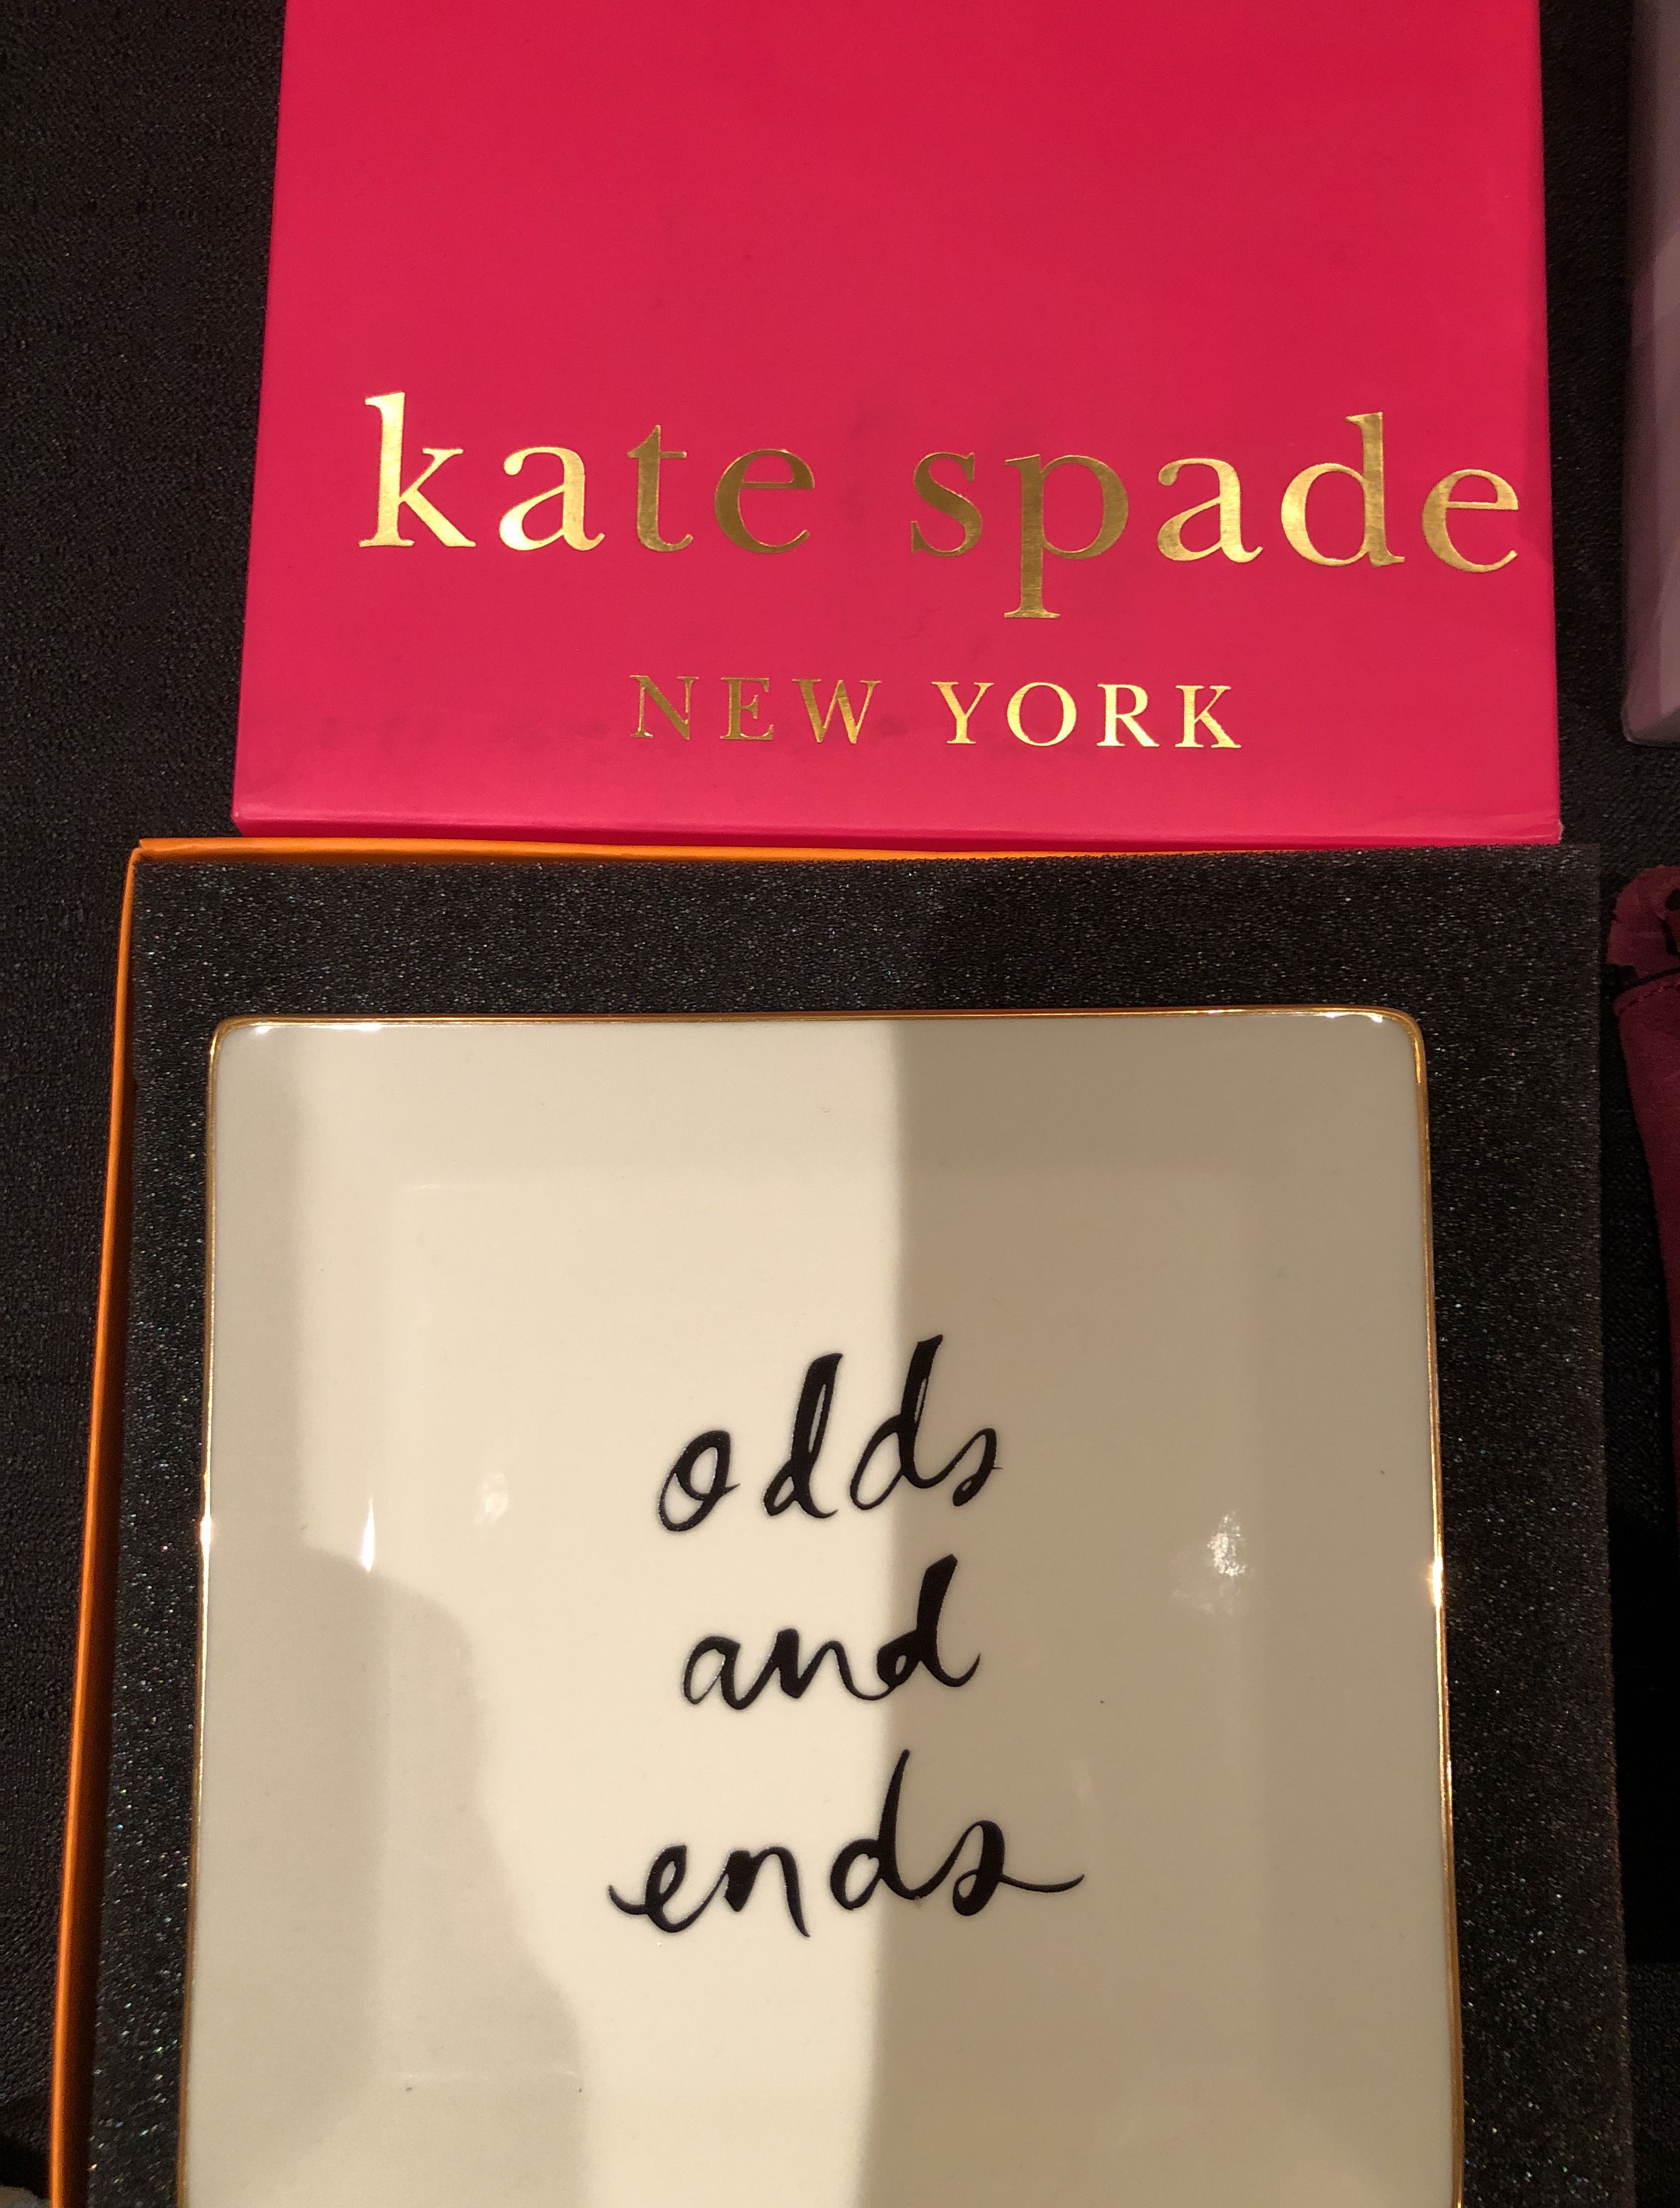 kate spade
NEW YORK
odds
and
ends